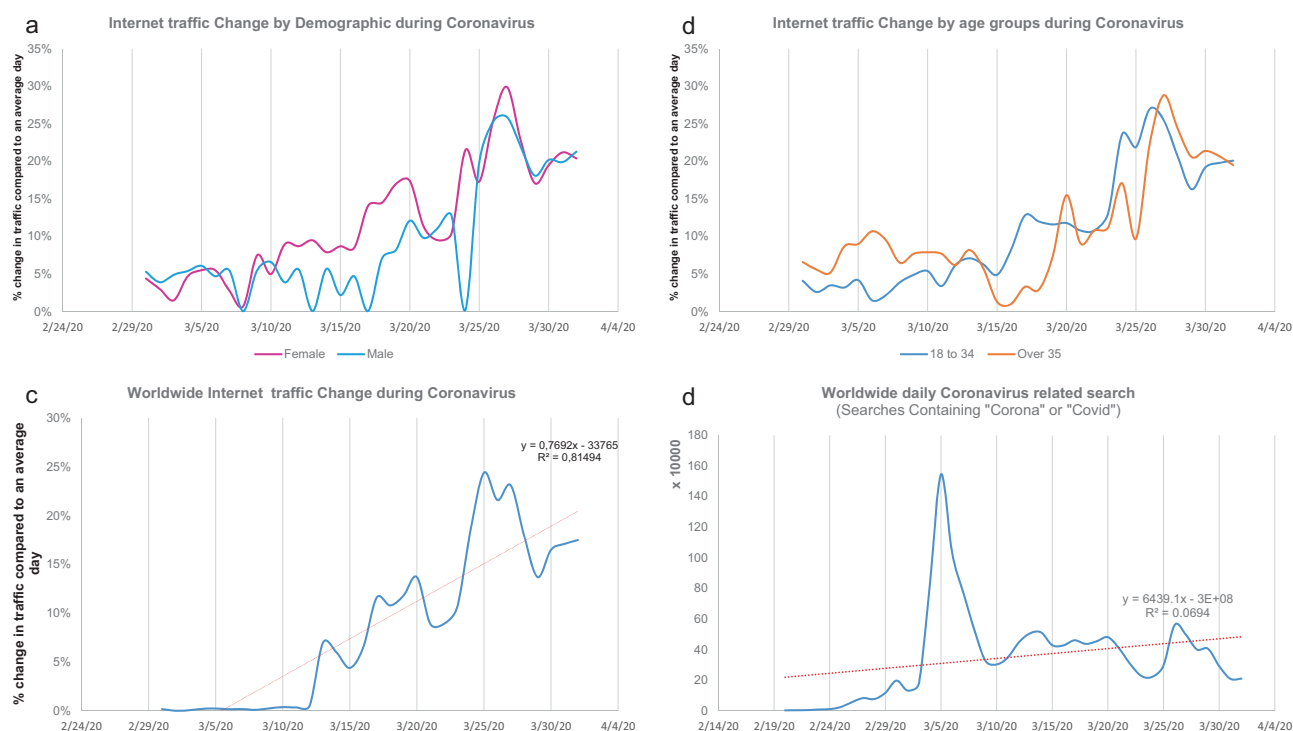 a
Internet traffic Change by Demographic during Coronavirus
% change in traffic compared to an average day
35%
30%
25%
20%
15%
10%
5%
0%
2/24/20 2/29/20 3/5/20 3/10/20 3/15/20 3/20/20 3/25/20 3/30/20 4/4/20
Female Male
d
Internet traffic Change by age groups during Coronavirus
% change in traffic compared to an average day
35%
30%
25%
20%
15%
10%
5%
0%
2/24/20 2/29/20 3/5/20 3/10/20 3/15/20 3/20/20 3/25/20 3/30/20 4/4/20
18 to 34 Over 35
c
Worldwide Internet traffic Change during Coronavirus
% change in traffic compared to an average
day
30%
25%
20%
15%
10%
5%
0%
y = 0,7692x - 33765
R² = 0,81494
2/24/20 2/29/20 3/5/20 3/10/20 3/15/20 3/20/20 3/25/20 3/30/20 4/4/20
d
Worldwide daily Coronavirus related search
(Searches Containing "Corona" or "Covid")
x 10000
180
160
140
120
100
80
60
40
20
0
y = 6439.1x - 3E+08
R² = 0.0694
2/14/20 2/19/20 2/24/20 2/29/20 3/5/20 3/10/20 3/15/20 3/20/20 3/25/20 3/30/20 4/4/20